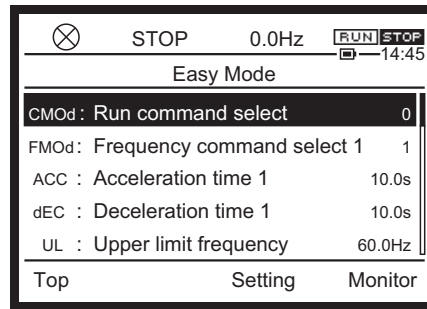 STOP 0.0Hz RUN STOP
14:45
Easy Mode
CMOd : Run command select 0
FMOd : Frequency command select 1 1
ACC : Acceleration time 1 10.0s
dEC : Deceleration time 1 10.0s
UL : Upper limit frequency 60.0Hz
Top Setting Monitor